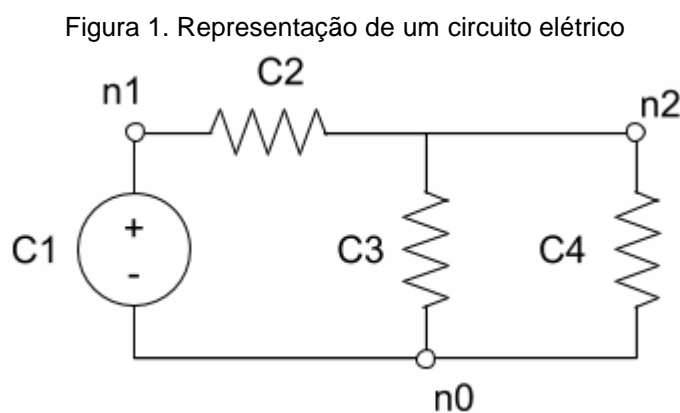 Figura 1. Representação de um circuito elétrico
C2
n1
n2
+
C1
C3
C4
-
n0